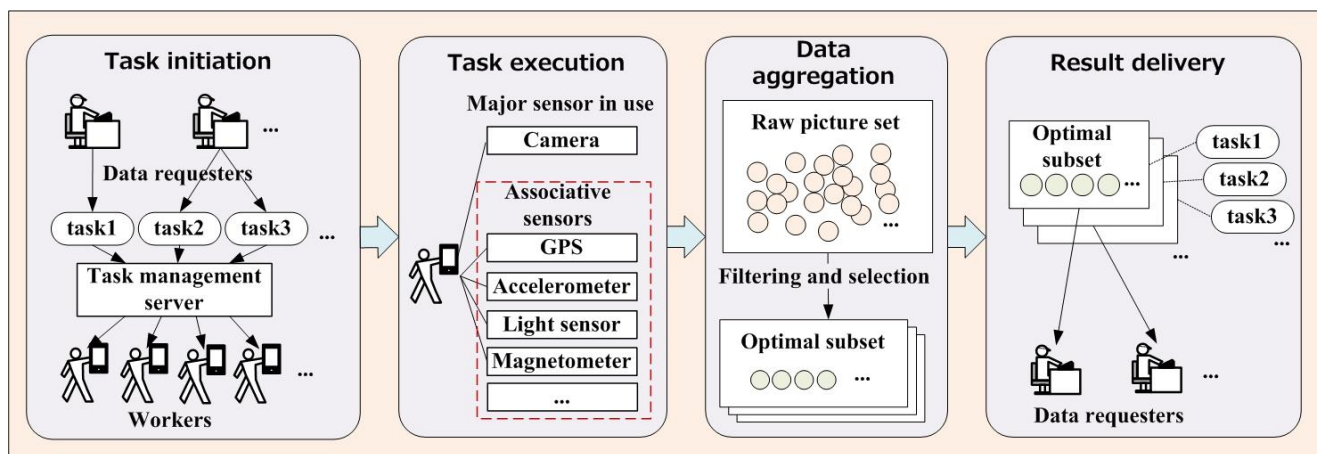 Task initiation
...
Data requesters
task1
task2
task3
...
Task management
server
...
Workers
Task execution
Major sensor in use
Camera
Associative
sensors
GPS
Accelerometer
Light sensor
Magnetometer
...
Data
aggregation
Raw picture set
...
Filtering and selection
Optimal subset
...
Result delivery
Optimal
subset
...
task1
task2
task3
...
...
...
Data requesters